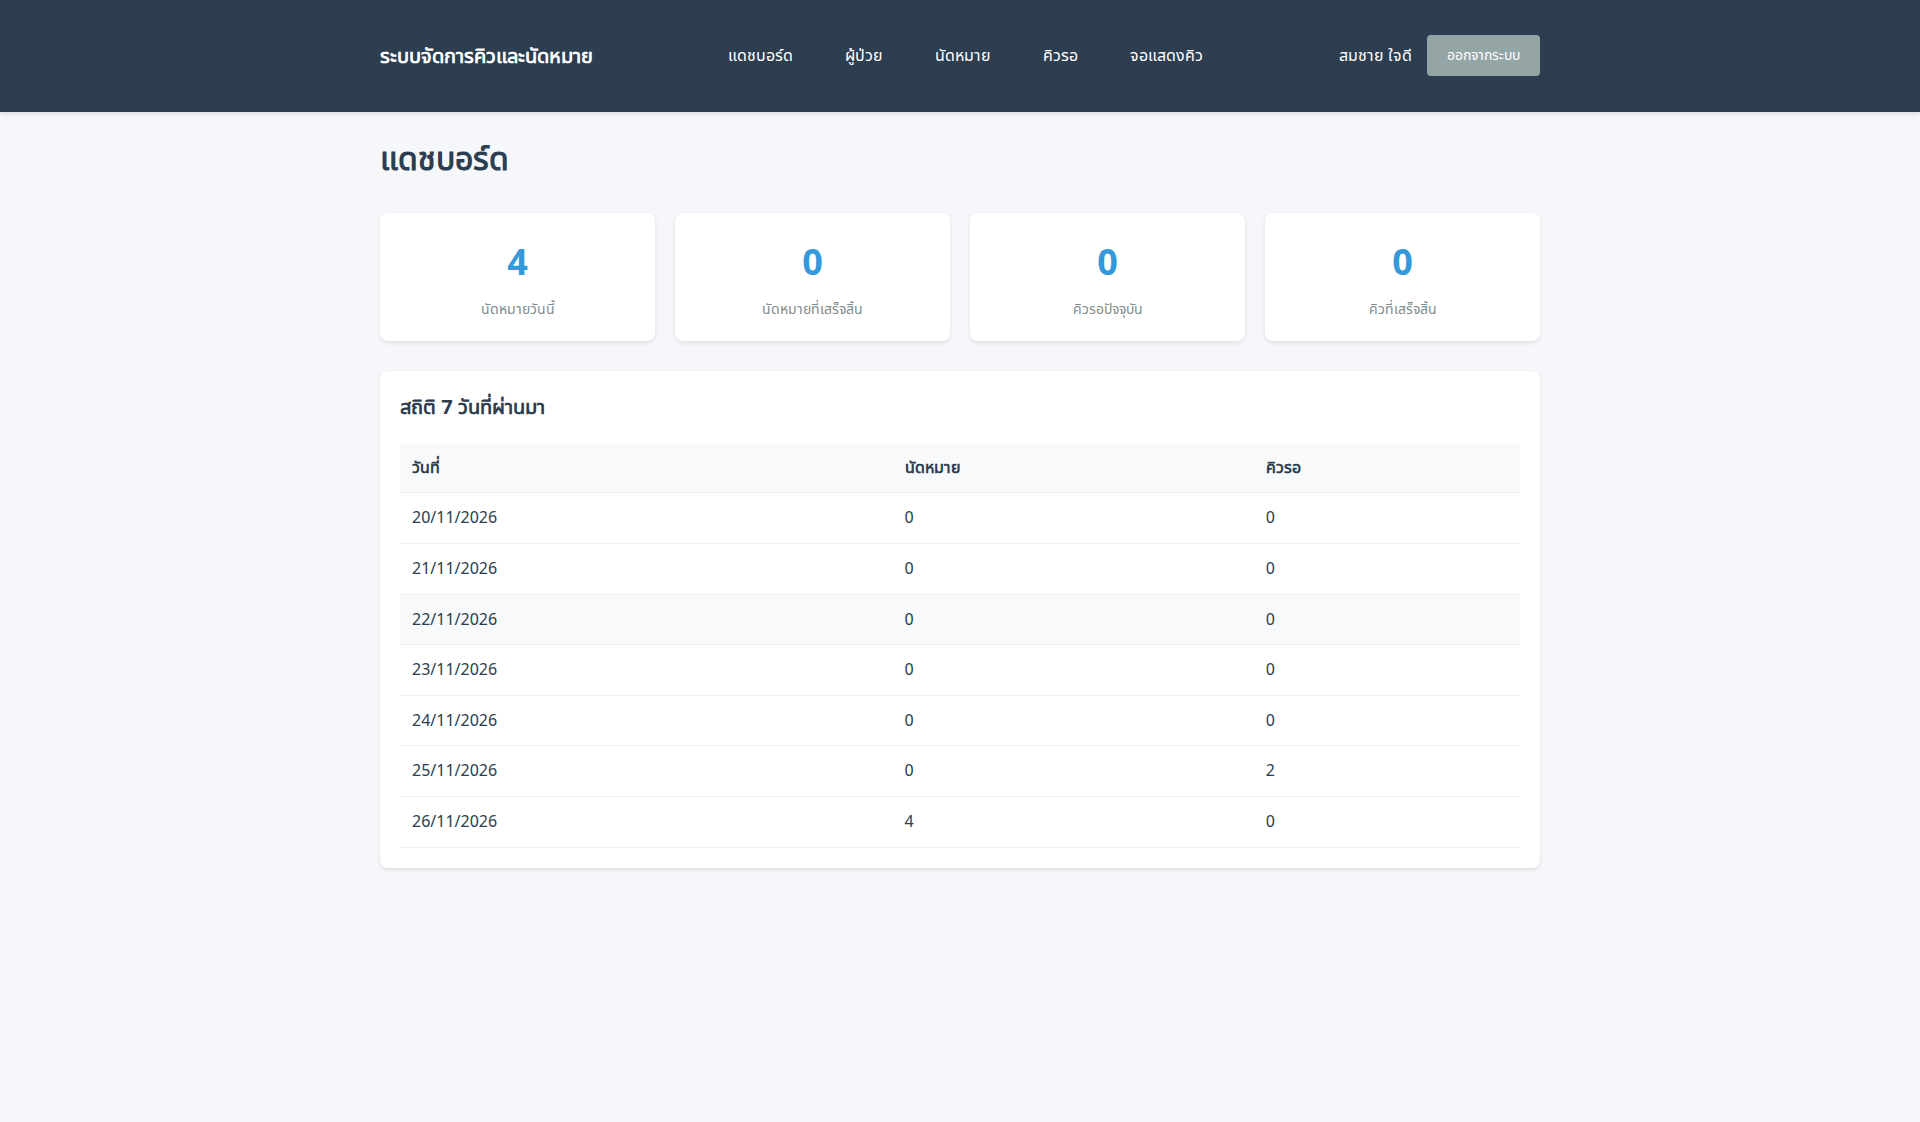 ระบบจัดการคิวและนัดหมาย แดชบอร์ด ผู้ป่วย นัดหมาย คิวรอ จอแสดงคิว สมชาย ใจดี ออกจากระบบ
แดชบอร์ด
4 0 0 0
นัดหมายวันนี้ นัดหมายที่เสร็จสิ้น คิวรอปัจจุบัน คิวที่เสร็จสิ้น
สถิติ 7 วันที่ผ่านมา
วันที่ นัดหมาย คิวรอ
20/11/2026 0 0
21/11/2026 0 0
22/11/2026 0 0
23/11/2026 0 0
24/11/2026 0 0
25/11/2026 0 2
26/11/2026 4 0